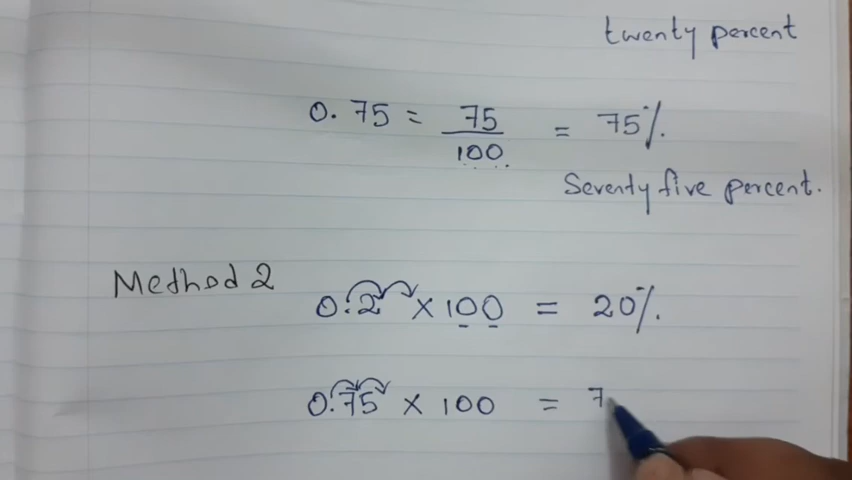 twenty percent
0.75 = 75/100 = 75%
Seventy five percent.
Method 2
0.2 × 100 = 20%
0.75 × 100 = 7